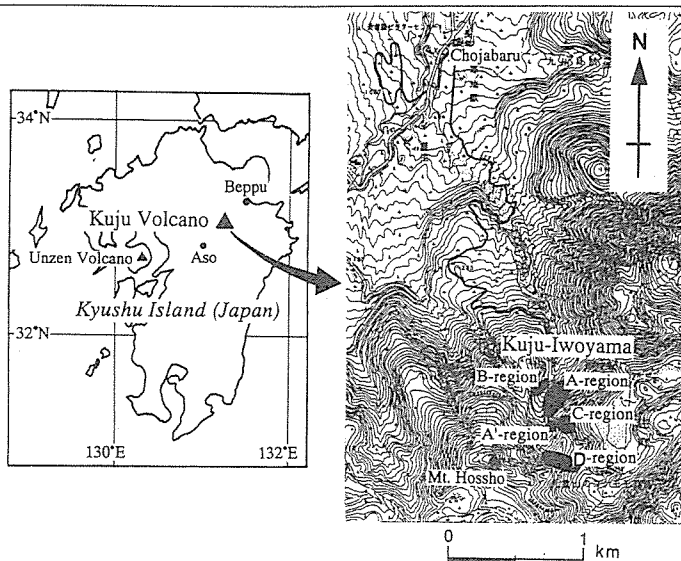 34°N
32°N
130°E
132°E
Beppu
Kuju Volcano
Unzen Volcano
Aso
Kyushu Island (Japan)
Chojabaru
N
Kuju-Iwoyama
B-region
A-region
C-region
A'-region
D-region
Mt. Hossho
0
1
km